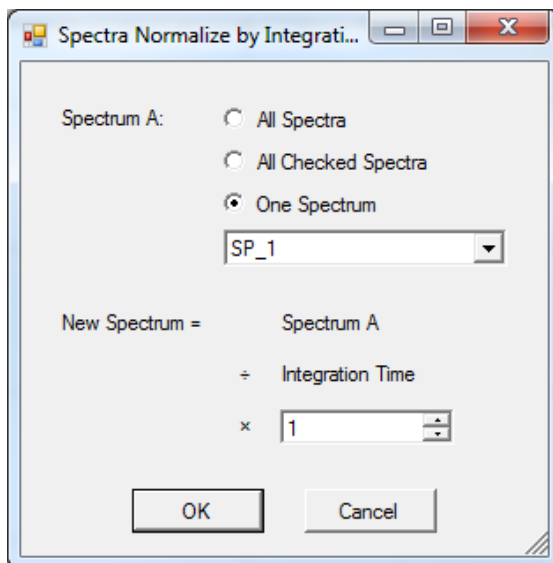 Spectra Normalize by Integrati...
Spectrum A:
All Spectra
All Checked Spectra
One Spectrum
SP_1
New Spectrum = Spectrum A
÷ Integration Time
× 1
OK Cancel